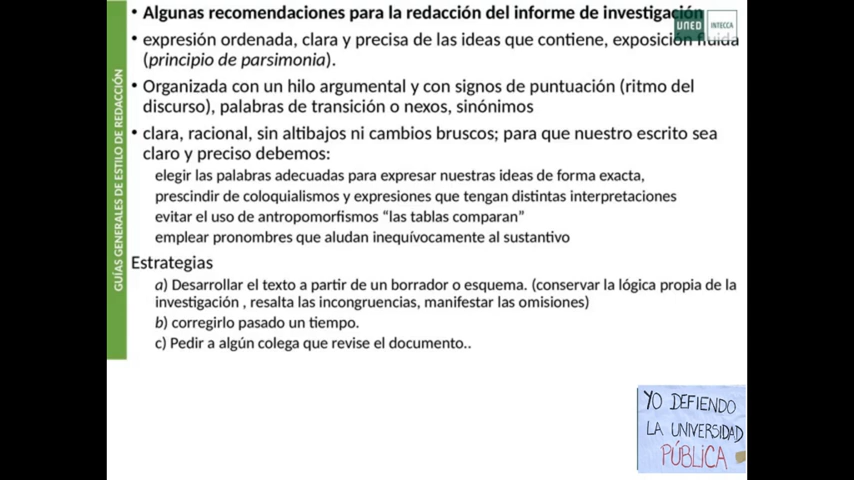 • Algunas recomendaciones para la redacción del informe de investigación
UNED INTECCA
• expresión ordenada, clara y precisa de las ideas que contiene, exposición fluida
(principio de parsimonia).
• Organizada con un hilo argumental y con signos de puntuación (ritmo del
discurso), palabras de transición o nexos, sinónimos
• clara, racional, sin altibajos ni cambios bruscos; para que nuestro escrito sea
claro y preciso debemos:
elegir las palabras adecuadas para expresar nuestras ideas de forma exacta,
prescindir de coloquialismos y expresiones que tengan distintas interpretaciones
evitar el uso de antropomorfismos “las tablas comparan”
emplear pronombres que aludan inequívocamente al sustantivo
Estrategias
a) Desarrollar el texto a partir de un borrador o esquema. (conservar la lógica propia de la
investigación , resalta las incongruencias, manifestar las omisiones)
b) corregirlo pasado un tiempo.
c) Pedir a algún colega que revise el documento..
GUÍAS GENERALES DE ESTILO DE REDACCIÓN
YO DEFIENDO
LA UNIVERSIDAD
PÚBLICA